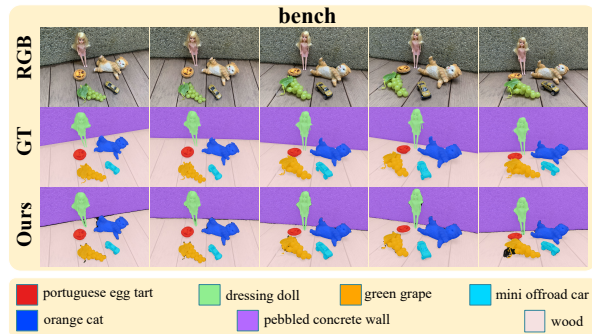 bench
RGB
GT
Ours
portuguese egg tart
dressing doll
green grape
mini offroad car
orange cat
pebbled concrete wall
wood